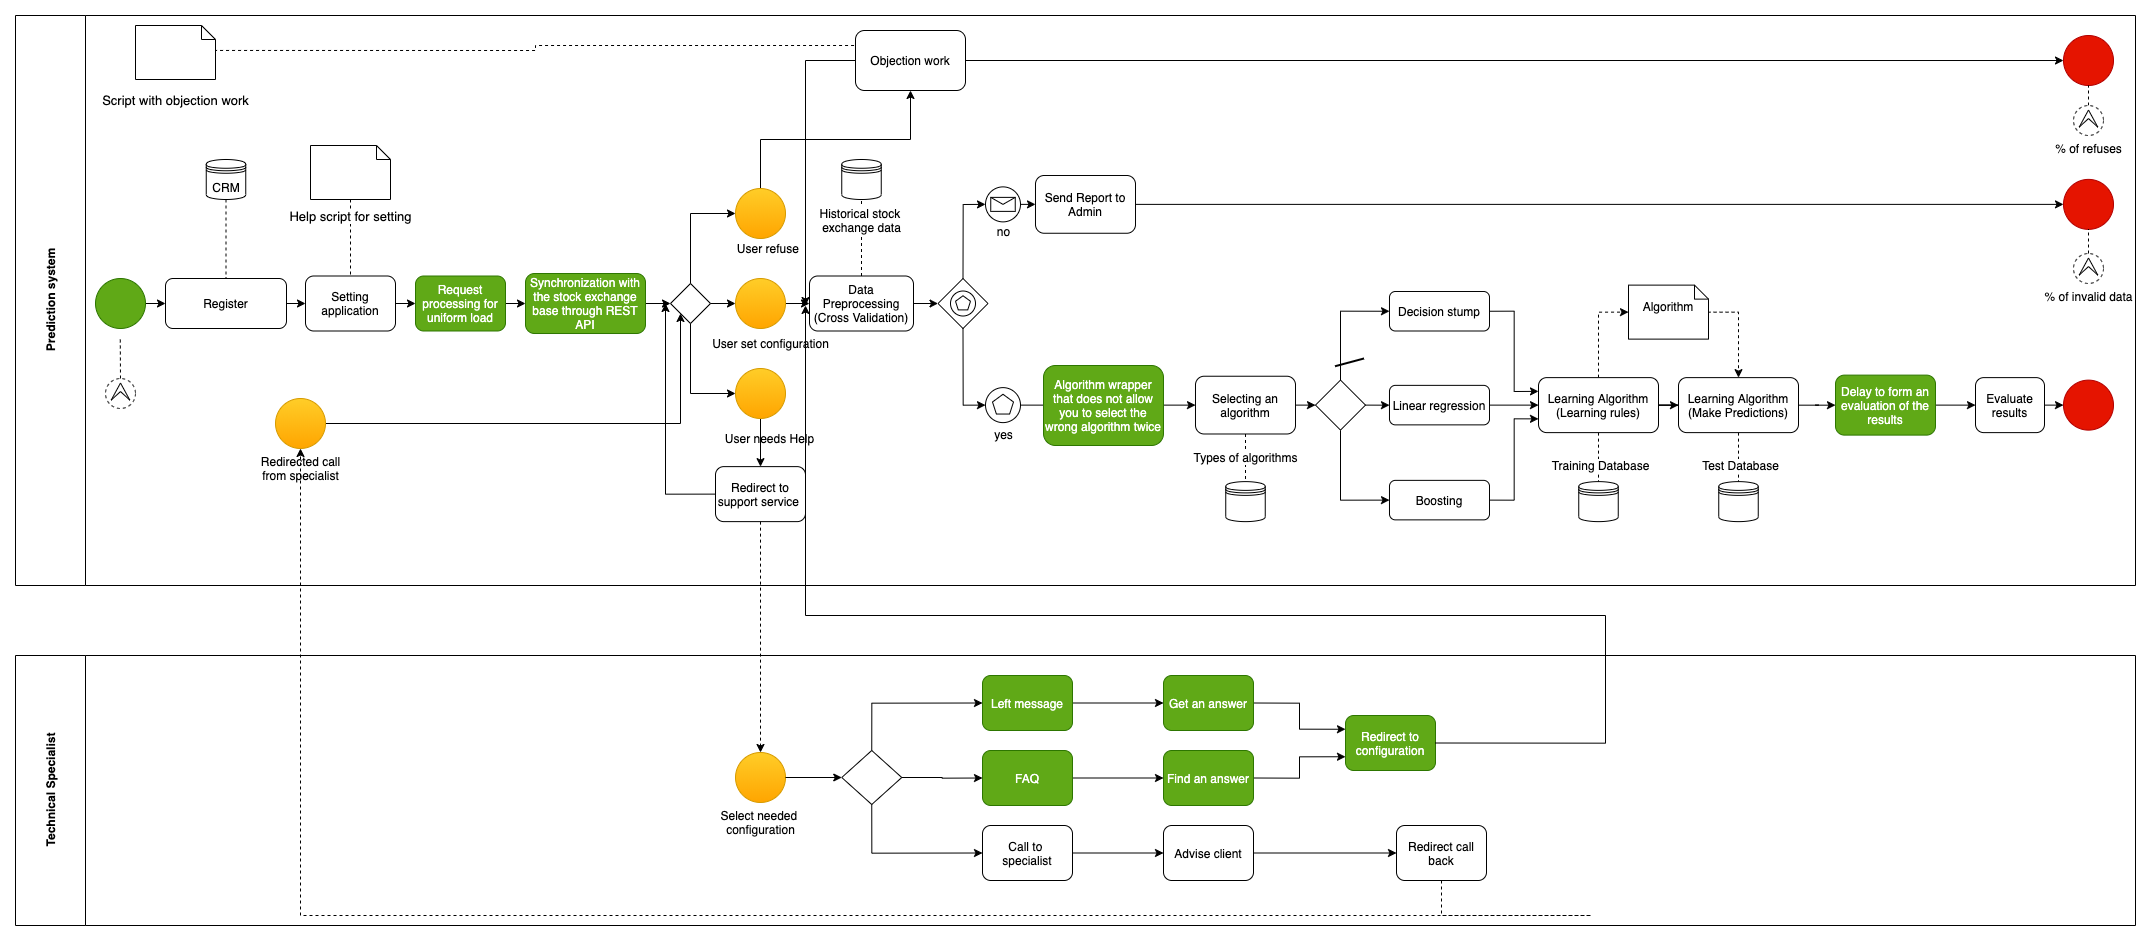 Prediction system
Script with objection work
Objection work
% of refuses
CRM
Help script for setting
User refuse
Historical stock
exchange data
no
Send Report to
Admin
% of invalid data
Register
Setting
application
Request
processing for
uniform load
Synchronization with
the stock exchange
base through REST
API
User set configuration
Data
Preprocessing
(Cross Validation)
User needs Help
Redirected call
from specialist
Redirect to
support service
yes
Algorithm wrapper
that does not allow
you to select the
wrong algorithm twice
Selecting an
algorithm
Types of algorithms
Decision stump
Linear regression
Boosting
Algorithm
Learning Algorithm
(Learning rules)
Training Database
Learning Algorithm
(Make Predictions)
Test Database
Delay to form an
evaluation of the
results
Evaluate
results
Technical Specialist
Select needed
configuration
Left message
Get an answer
FAQ
Find an answer
Redirect to
configuration
Call to
specialist
Advise client
Redirect call
back